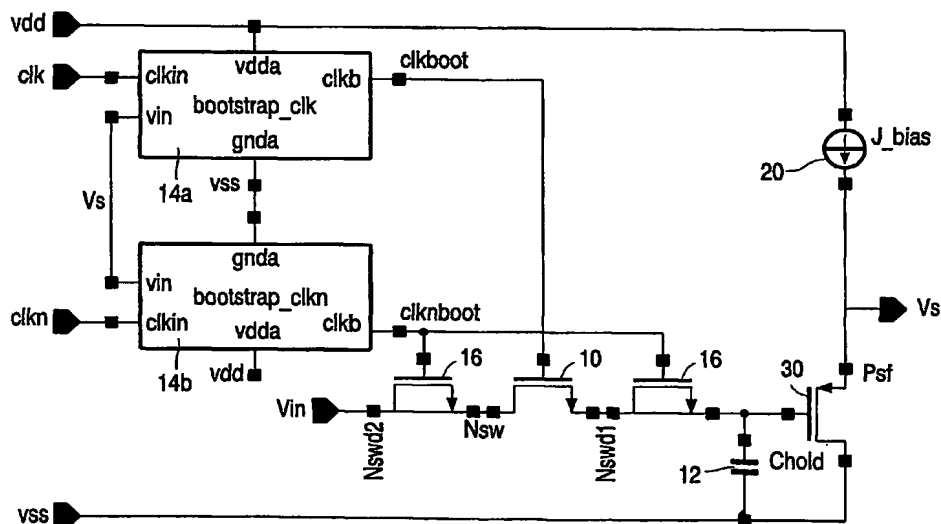 vdd
clk
vdda
clkin
clkb
clkboot
vin
bootstrap_clk
gnda
14a
vss
Vs
J_bias
20
gnda
vin
bootstrap_clkn
clkn
clkin
vdda
clkb
clknboot
Vs
14b
vdd
16
10
16
30
Psf
Vin
Nswd2
Nsw
Nswd1
12
Chold
vss